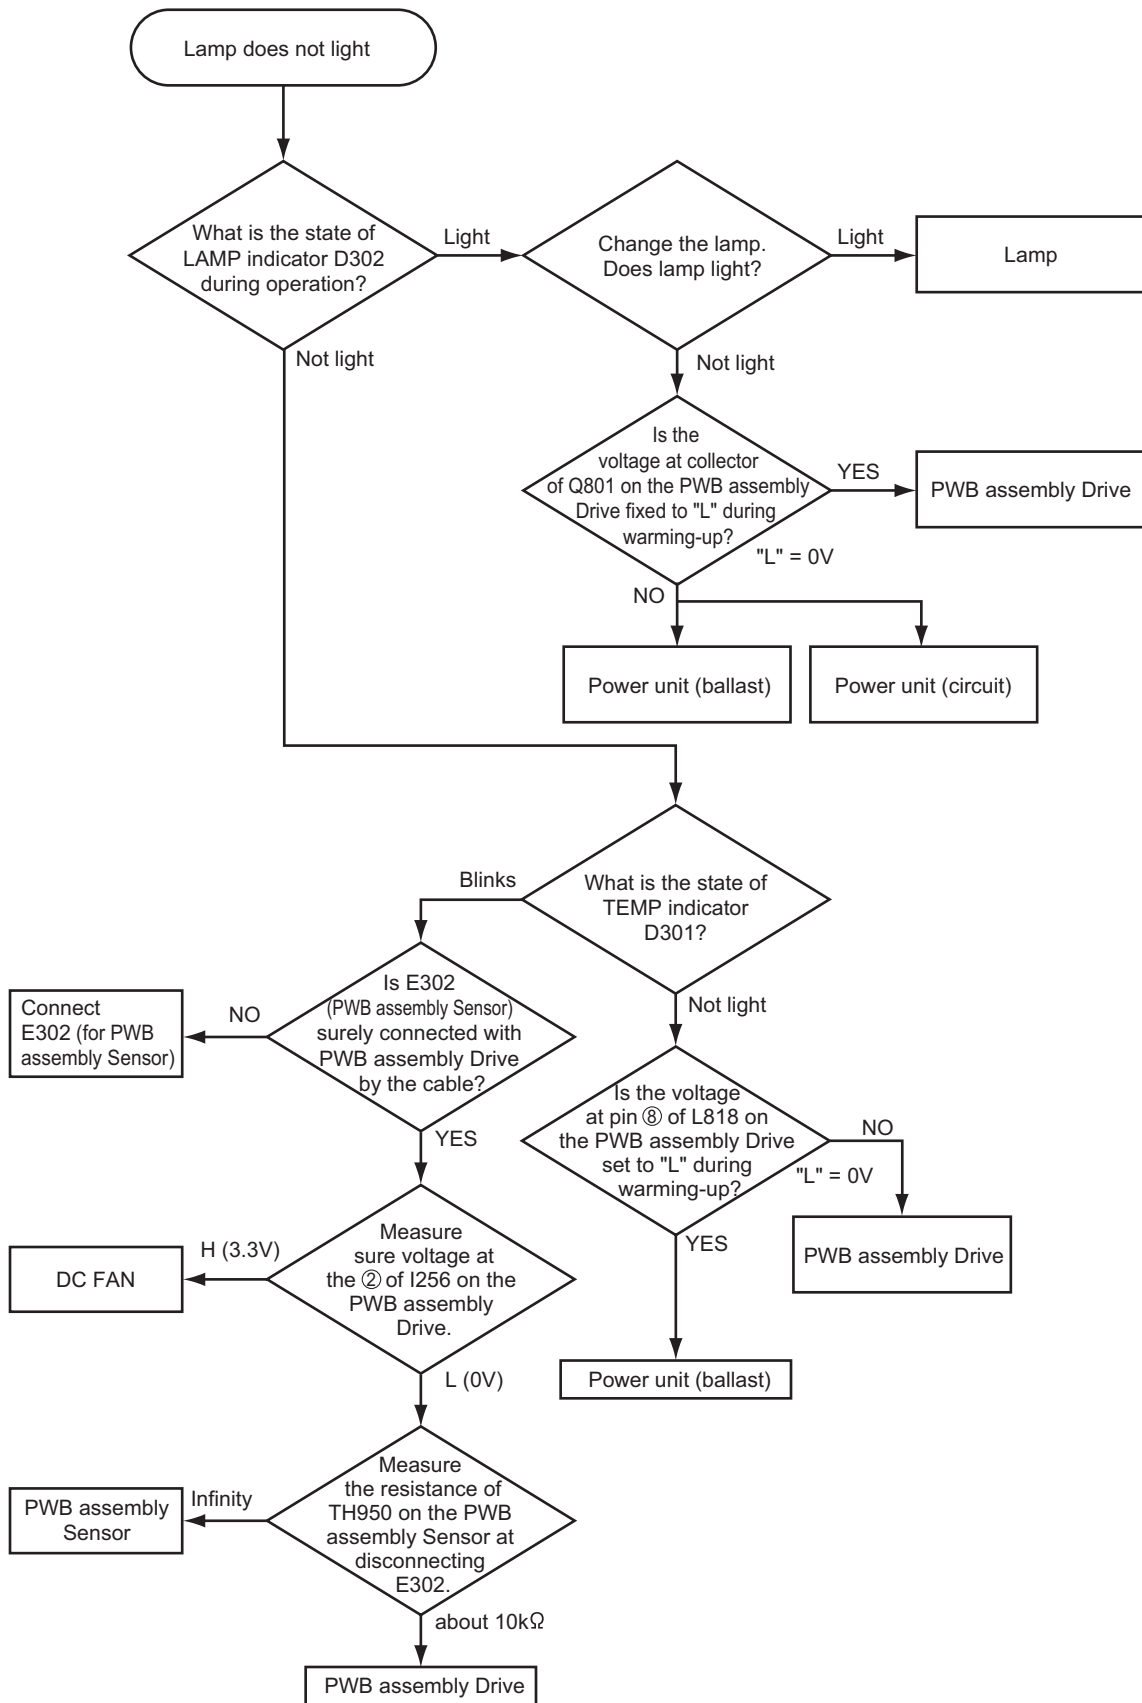 Lamp does not light
What is the state of
LAMP indicator D302
during operation?
Light
Change the lamp.
Does lamp light?
Light
Lamp
Not light
Not light
Is the
voltage at collector
of Q801 on the PWB assembly
Drive fixed to "L" during
warming-up?
YES
PWB assembly Drive
"L" = 0V
NO
Power unit (ballast)
Power unit (circuit)
What is the state of
TEMP indicator
D301?
Blinks
Not light
Is E302
(PWB assembly Sensor)
surely connected with
PWB assembly Drive
by the cable?
NO
Connect
E302 (for PWB
assembly Sensor)
YES
Is the voltage
at pin ⑧ of L818 on
the PWB assembly Drive
set to "L" during
warming-up?
NO
"L" = 0V
PWB assembly Drive
YES
Power unit (ballast)
Measure
sure voltage at
the ② of I256 on the
PWB assembly
Drive.
H (3.3V)
DC FAN
L (0V)
Measure
the resistance of
TH950 on the PWB
assembly Sensor at
disconnecting
E302.
Infinity
PWB assembly
Sensor
about 10kΩ
PWB assembly Drive